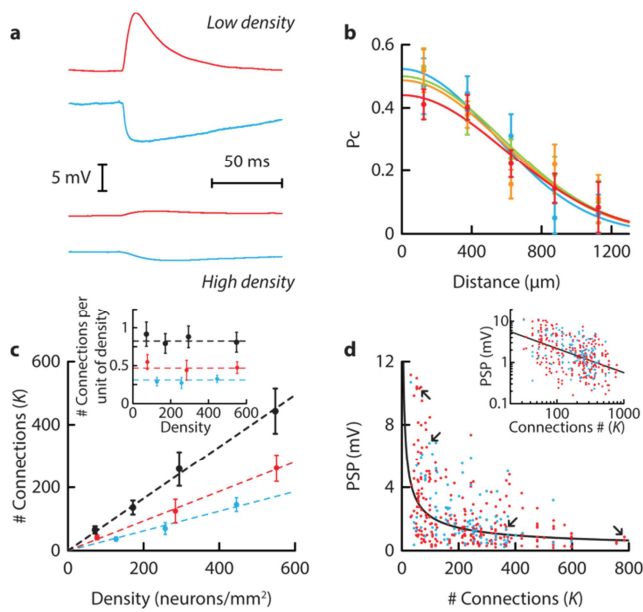 a
Low density
50 ms
5 mV
High density
b
0.6
0.4
0.2
0
Pc
0 400 800 1200
Distance (µm)
c
# Connections per
unit of density
1
0.5
0
0 200 400 600
Density
600
400
200
0
# Connections (K)
0 200 400 600
Density (neurons/mm²)
d
PSP (mV)
10
1
0.1
100 1000
Connections # (K)
12
8
4
0
PSP (mV)
0 200 400 600 800
# Connections (K)